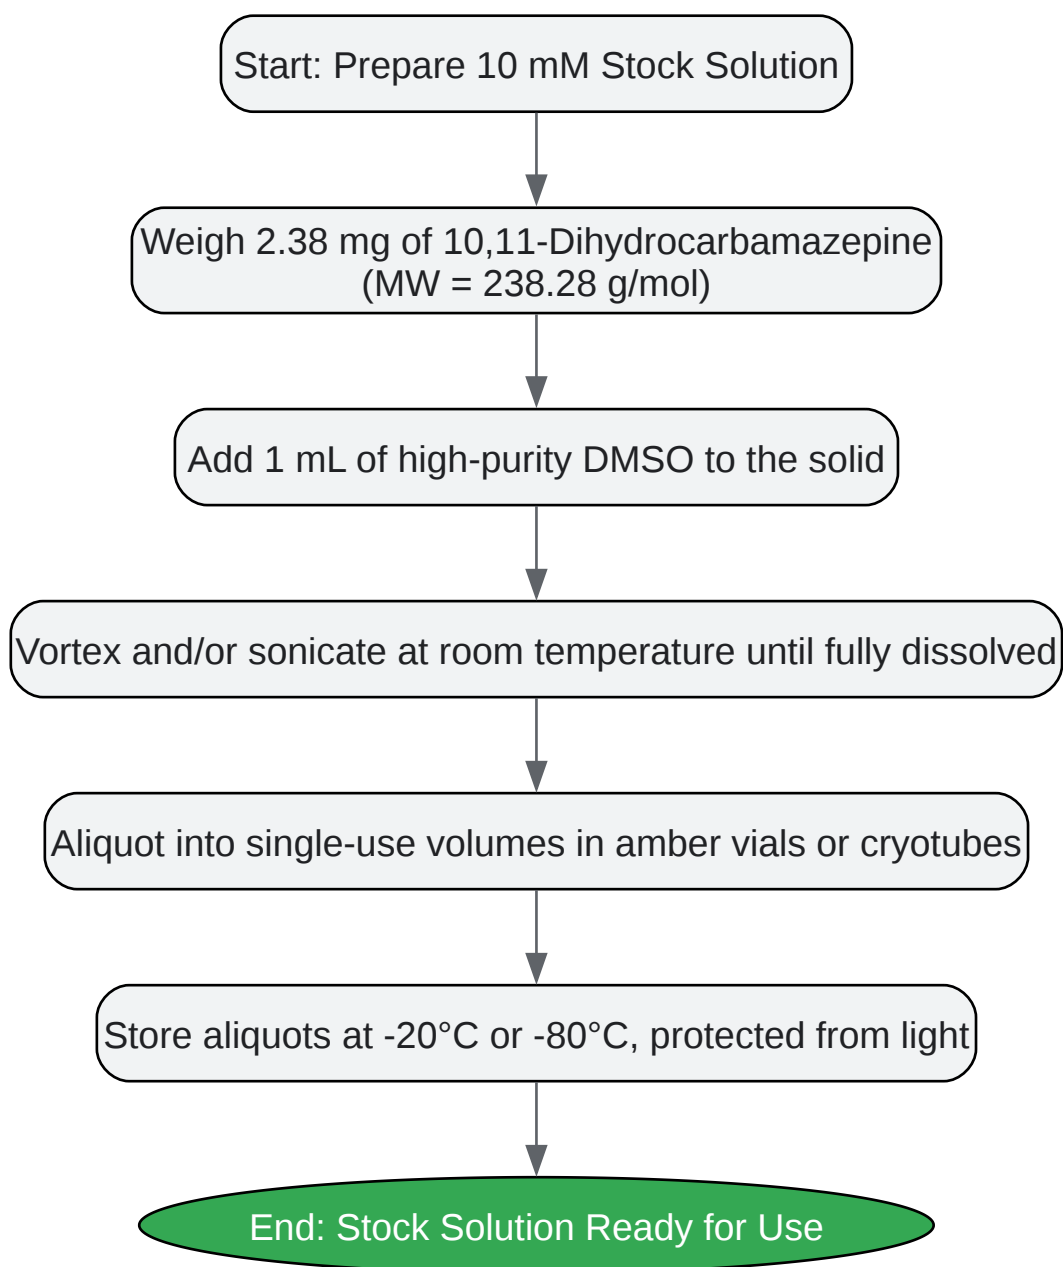 Start: Prepare 10 mM Stock Solution
Weigh 2.38 mg of 10,11-Dihydrocarbamazepine
(MW = 238.28 g/mol)
Add 1 mL of high-purity DMSO to the solid
Vortex and/or sonicate at room temperature until fully dissolved
Aliquot into single-use volumes in amber vials or cryotubes
Store aliquots at -20°C or -80°C, protected from light
End: Stock Solution Ready for Use